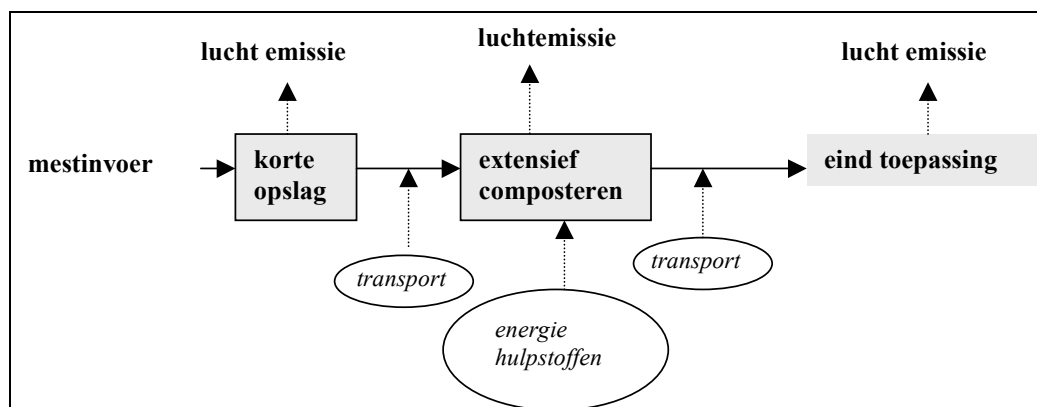 lucht emissie
luchtemissie
lucht emissie
mestinvoer
korte
opslag
extensief
composteren
eind toepassing
transport
transport
energie
hulpstoffen